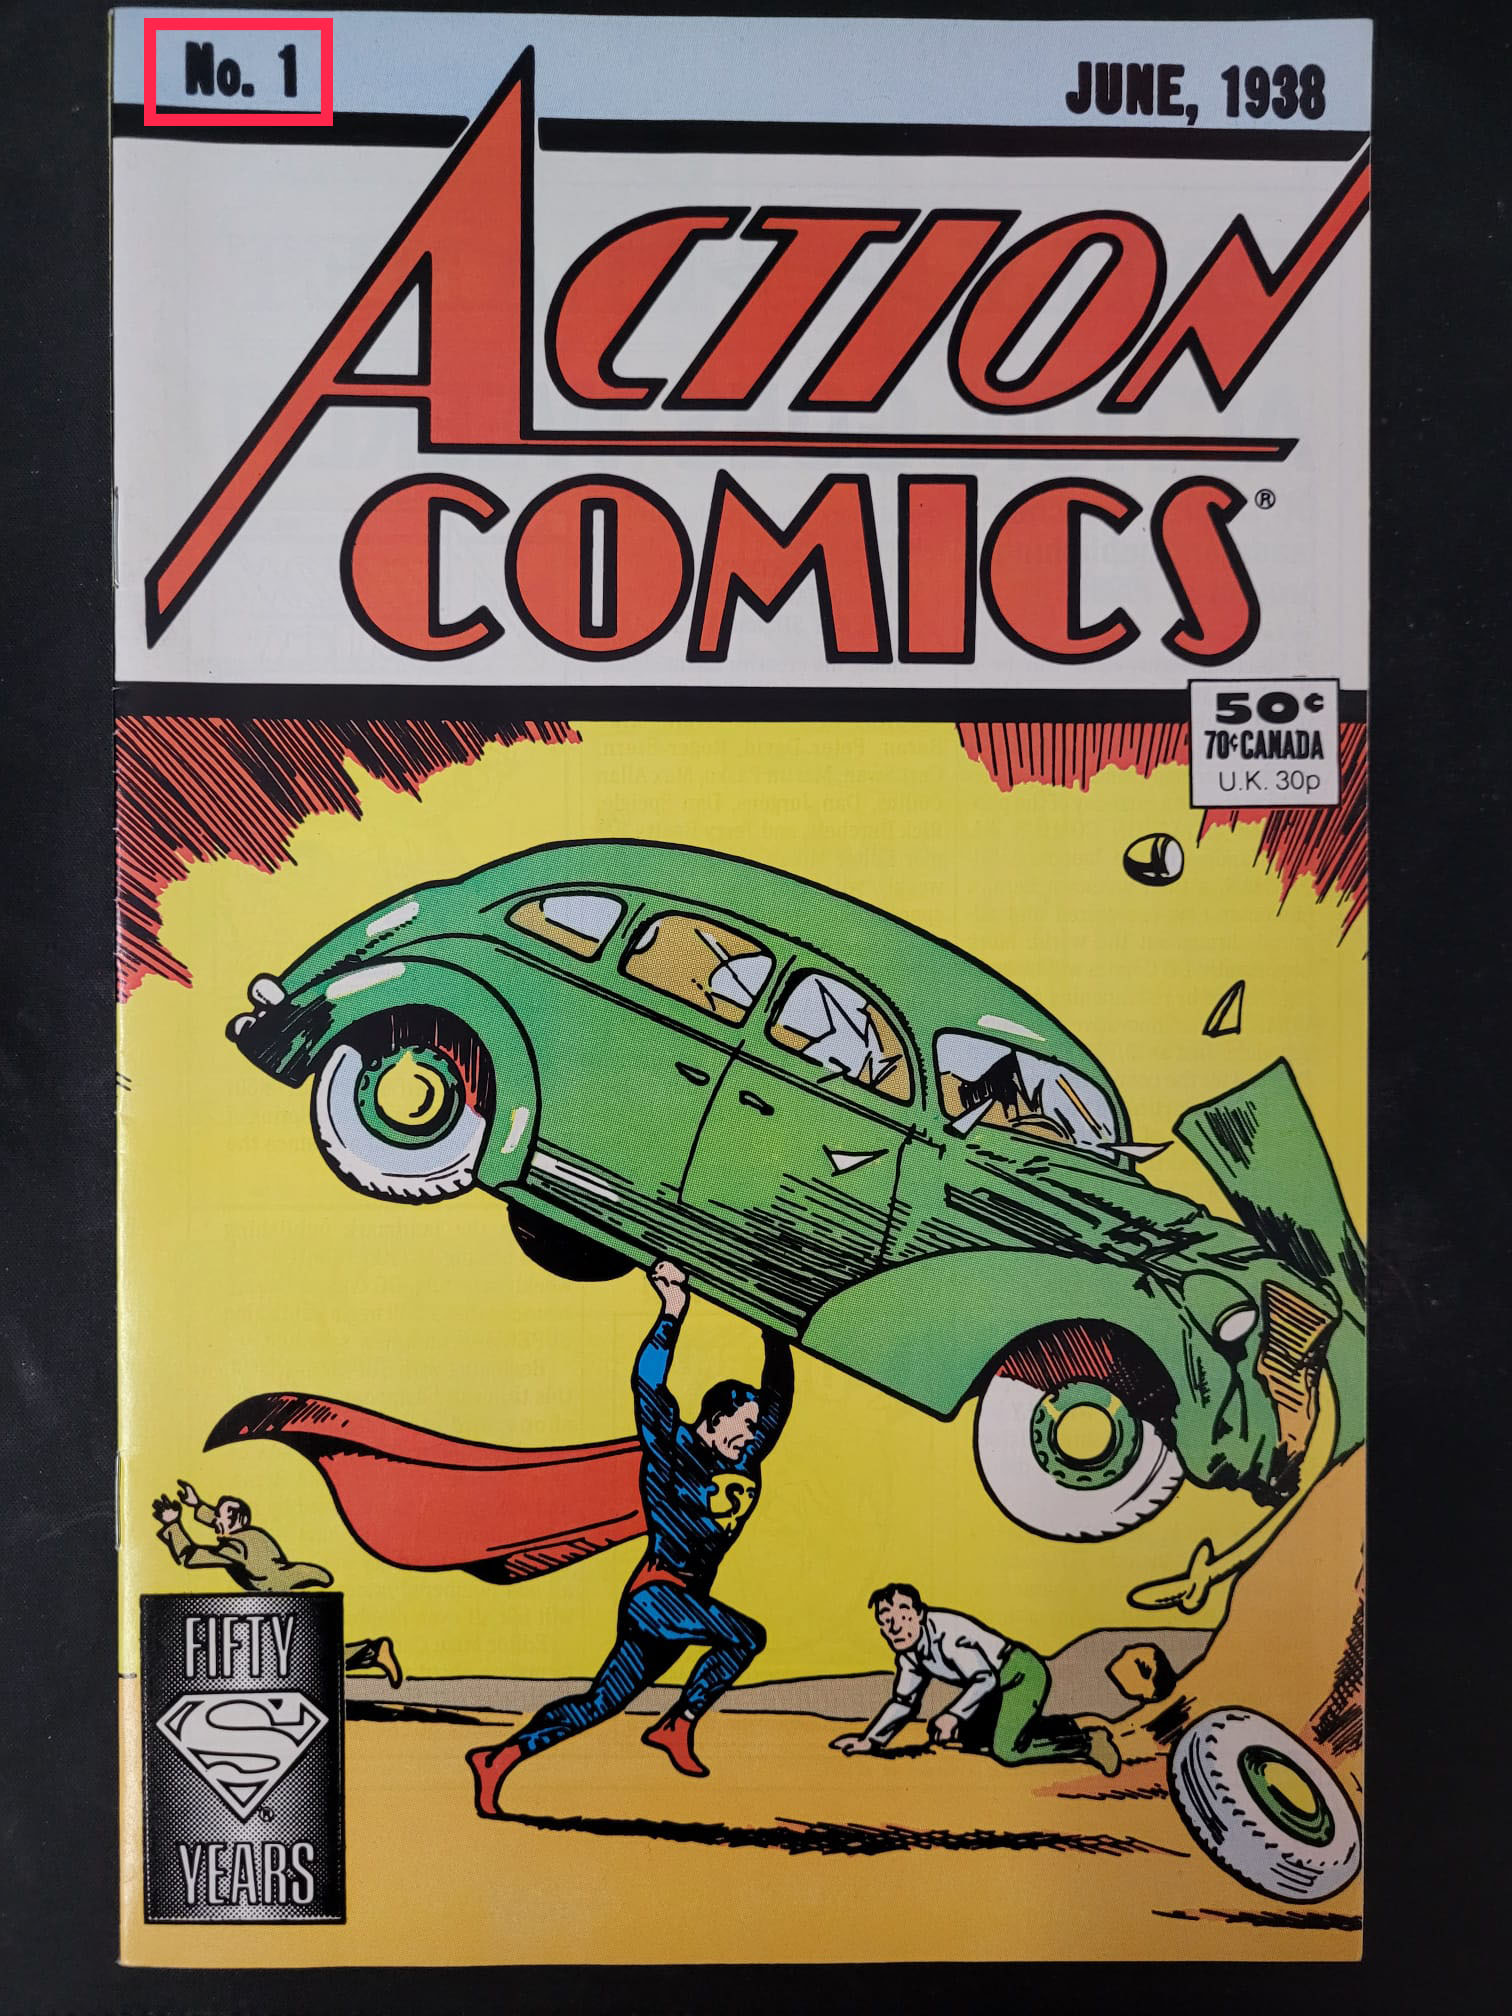 No. 1
JUNE, 1938
ACTION
COMICS®
50¢
70¢ CANADA
U.K. 30p
S
FIFTY
S®
YEARS